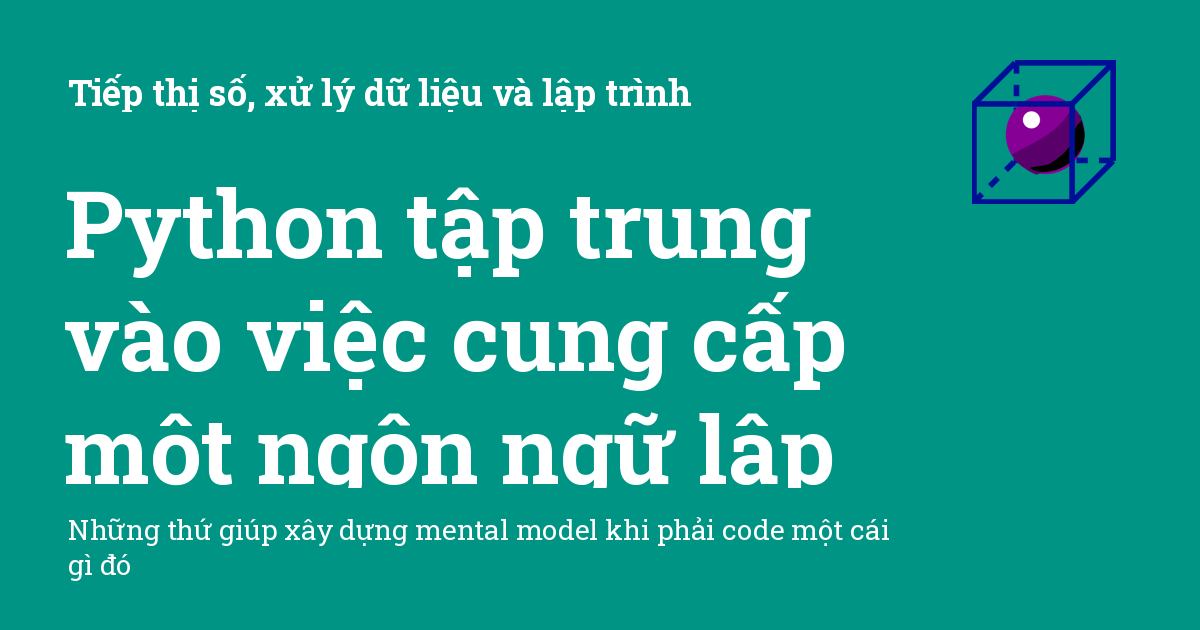 Tiếp thị số, xử lý dữ liệu và lập trình
Python tập trung
vào việc cung cấp
một ngôn ngữ lập
Những thứ giúp xây dựng mental model khi phải code một cái
gì đó